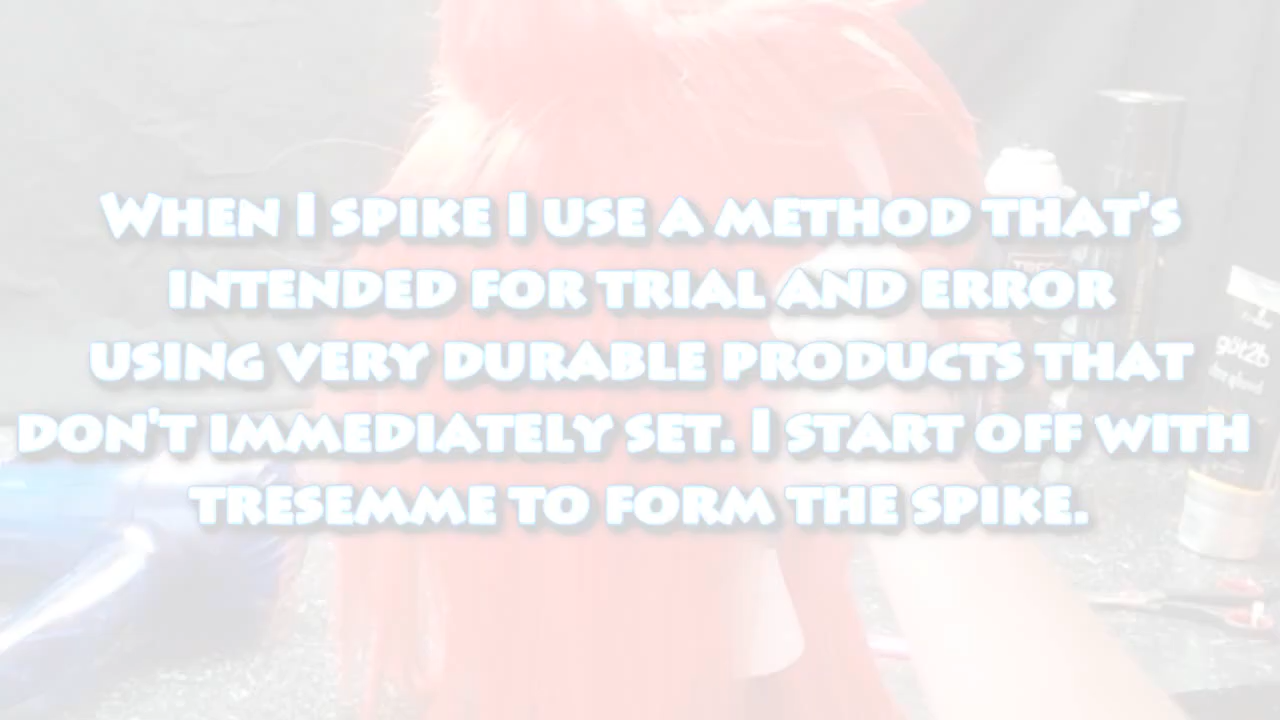 When I spike I use a method that's
intended for trial and error
using very durable products that
don't immediately set. I start off with
tresemme to form the spike.
göt2b